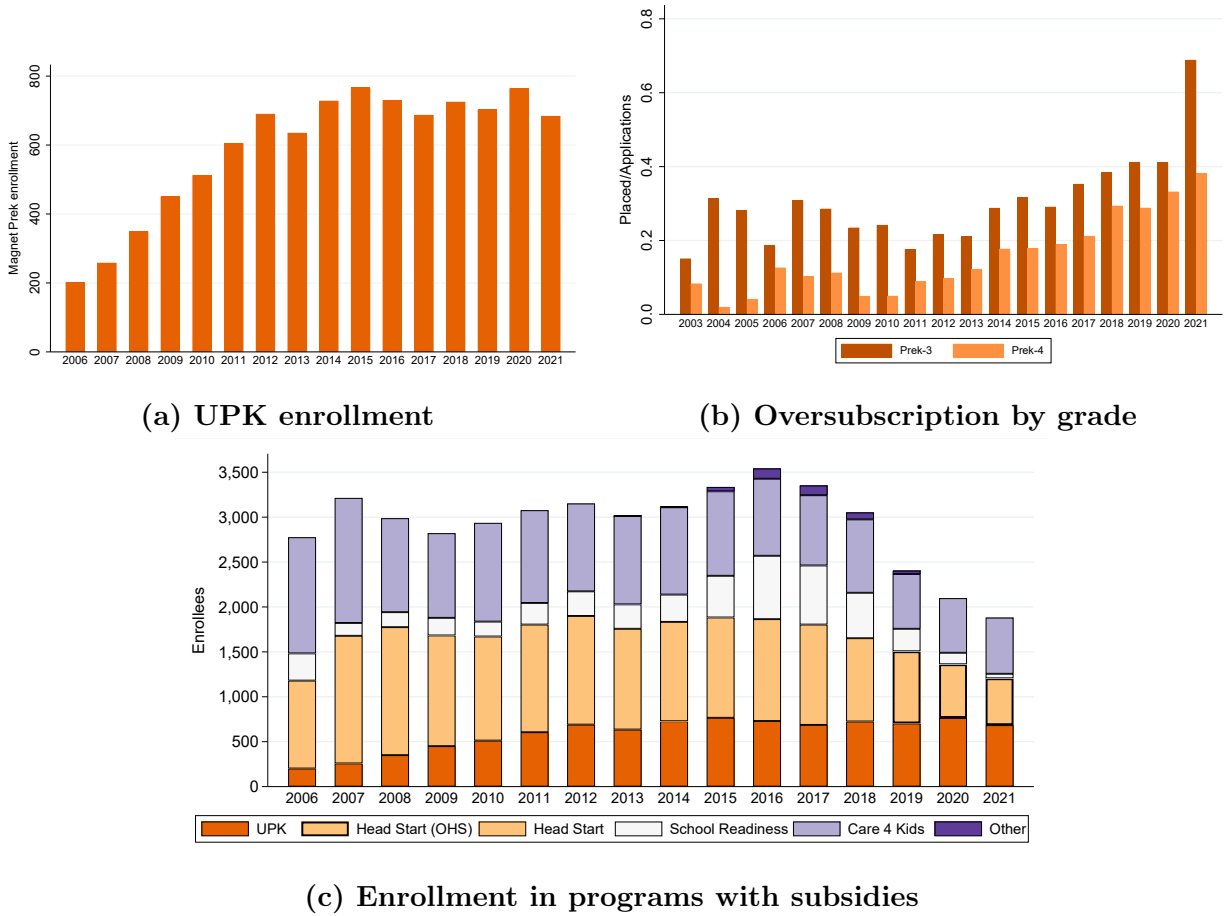 Magnet Prek enrollment
800
600
400
200
0
2006 2007 2008 2009 2010 2011 2012 2013 2014 2015 2016 2017 2018 2019 2020 2021
(a) UPK enrollment
Placed/Applications
0.8
0.6
0.4
0.2
0.0
2003 2004 2005 2006 2007 2008 2009 2010 2011 2012 2013 2014 2015 2016 2017 2018 2019 2020 2021
Prek-3 Prek-4
(b) Oversubscription by grade
Enrollees
3,500
3,000
2,500
2,000
1,500
1,000
500
0
2006 2007 2008 2009 2010 2011 2012 2013 2014 2015 2016 2017 2018 2019 2020 2021
UPK Head Start (OHS) Head Start School Readiness Care 4 Kids Other
(c) Enrollment in programs with subsidies